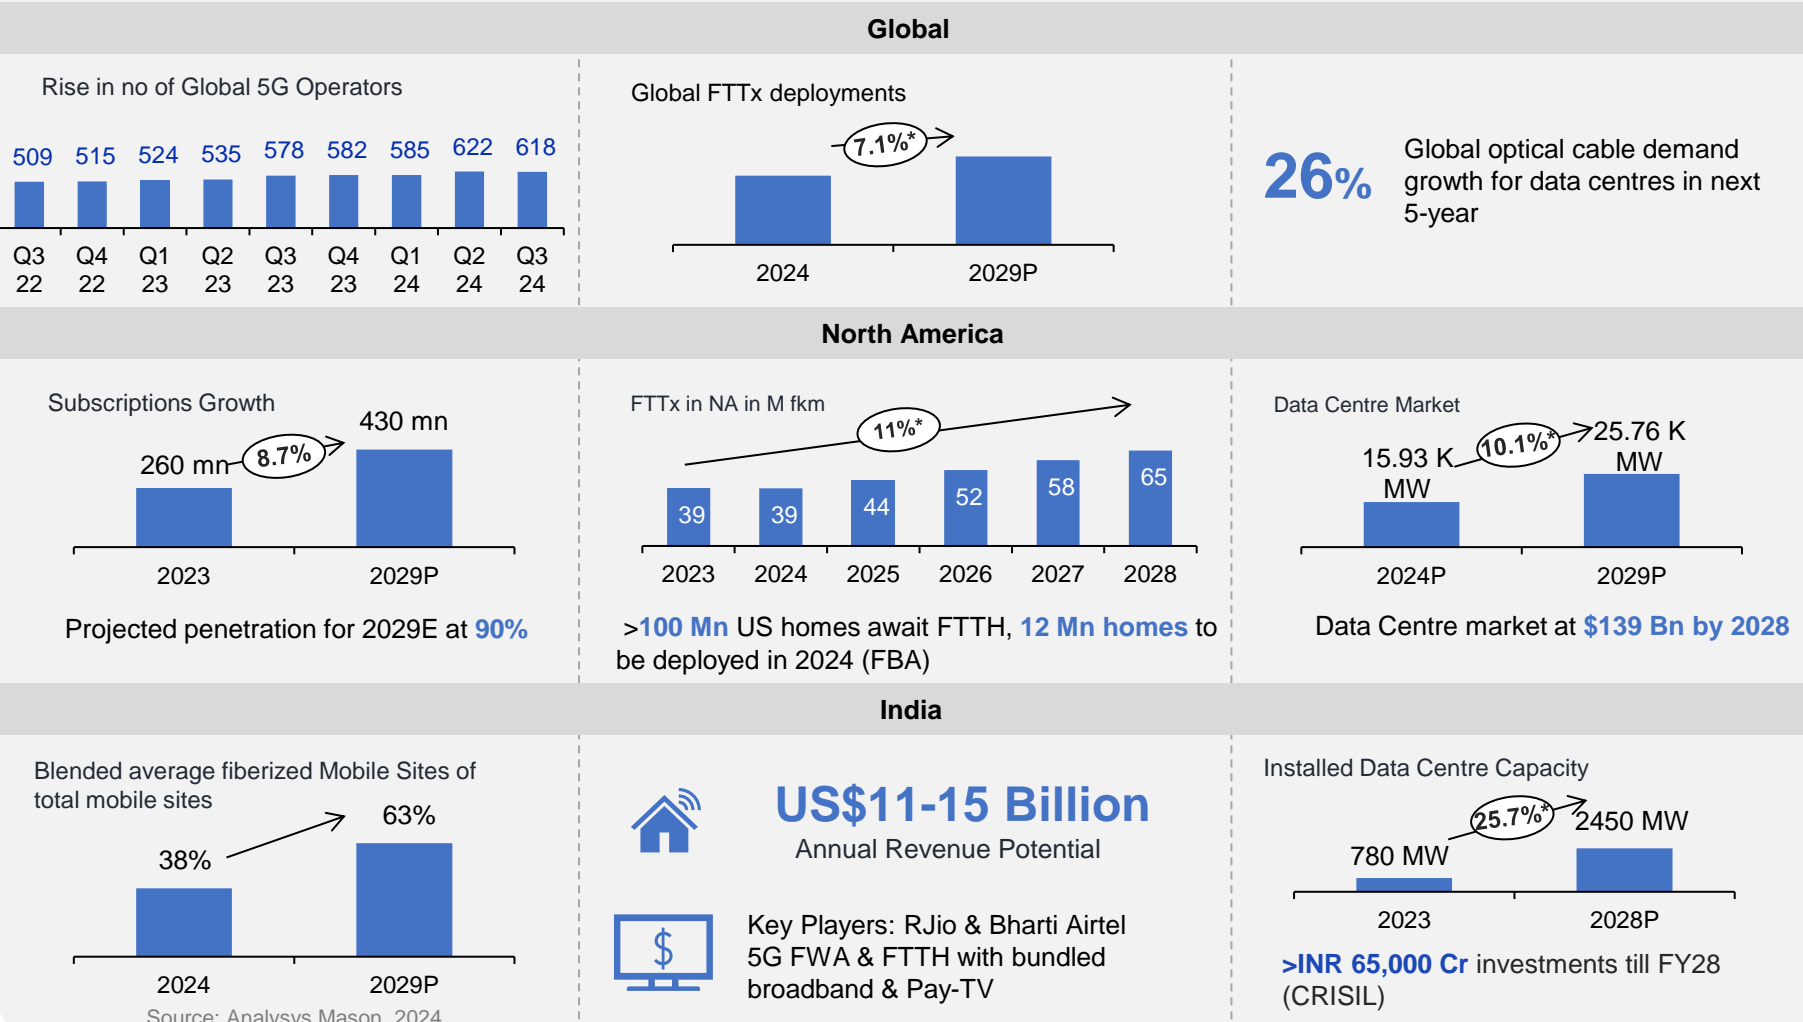 Global
Rise in no of Global 5G Operators
509 515 524 535 578 582 585 622 618
Q3 Q4 Q1 Q2 Q3 Q4 Q1 Q2 Q3
22 22 23 23 23 23 24 24 24
Global FTTx deployments
7.1%*
2024 2029P
26%
Global optical cable demand
growth for data centres in next
5-year
North America
Subscriptions Growth
430 mn
260 mn 8.7%
2023 2029P
Projected penetration for 2029E at 90%
FTTx in NA in M fkm
11%*
39 39 44 52 58 65
2023 2024 2025 2026 2027 2028
>100 Mn US homes await FTTH, 12 Mn homes to
be deployed in 2024 (FBA)
Data Centre Market
10.1%*
25.76 K
MW
15.93 K
MW
2024P 2029P
Data Centre market at $139 Bn by 2028
India
Blended average fiberized Mobile Sites of
total mobile sites
63%
38%
2024 2029P
Source: Analysys Mason, 2024
US$11-15 Billion
Annual Revenue Potential
$
Key Players: RJio & Bharti Airtel
5G FWA & FTTH with bundled
broadband & Pay-TV
Installed Data Centre Capacity
25.7%*
2450 MW
780 MW
2023 2028P
>INR 65,000 Cr investments till FY28
(CRISIL)